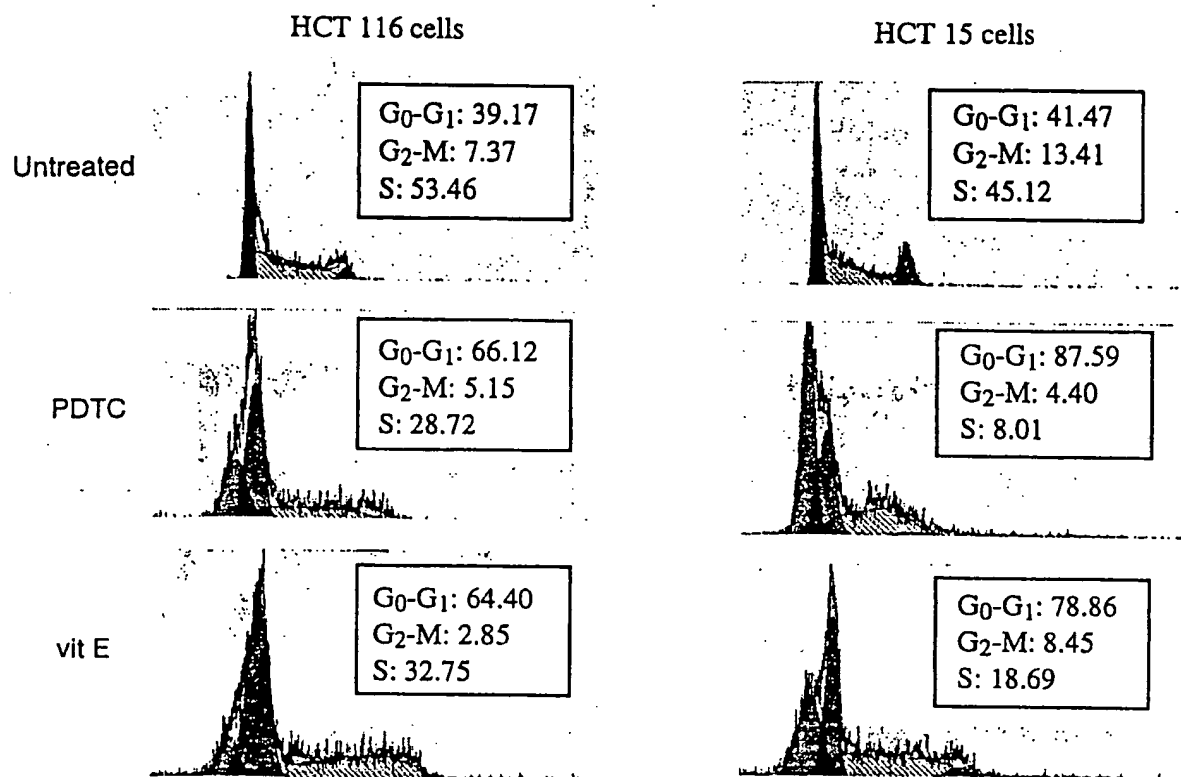 HCT 116 cells
HCT 15 cells
Untreated
G0-G1: 39.17
G2-M: 7.37
S: 53.46
G0-G1: 41.47
G2-M: 13.41
S: 45.12
PDTC
G0-G1: 66.12
G2-M: 5.15
S: 28.72
G0-G1: 87.59
G2-M: 4.40
S: 8.01
vit E
G0-G1: 64.40
G2-M: 2.85
S: 32.75
G0-G1: 78.86
G2-M: 8.45
S: 18.69